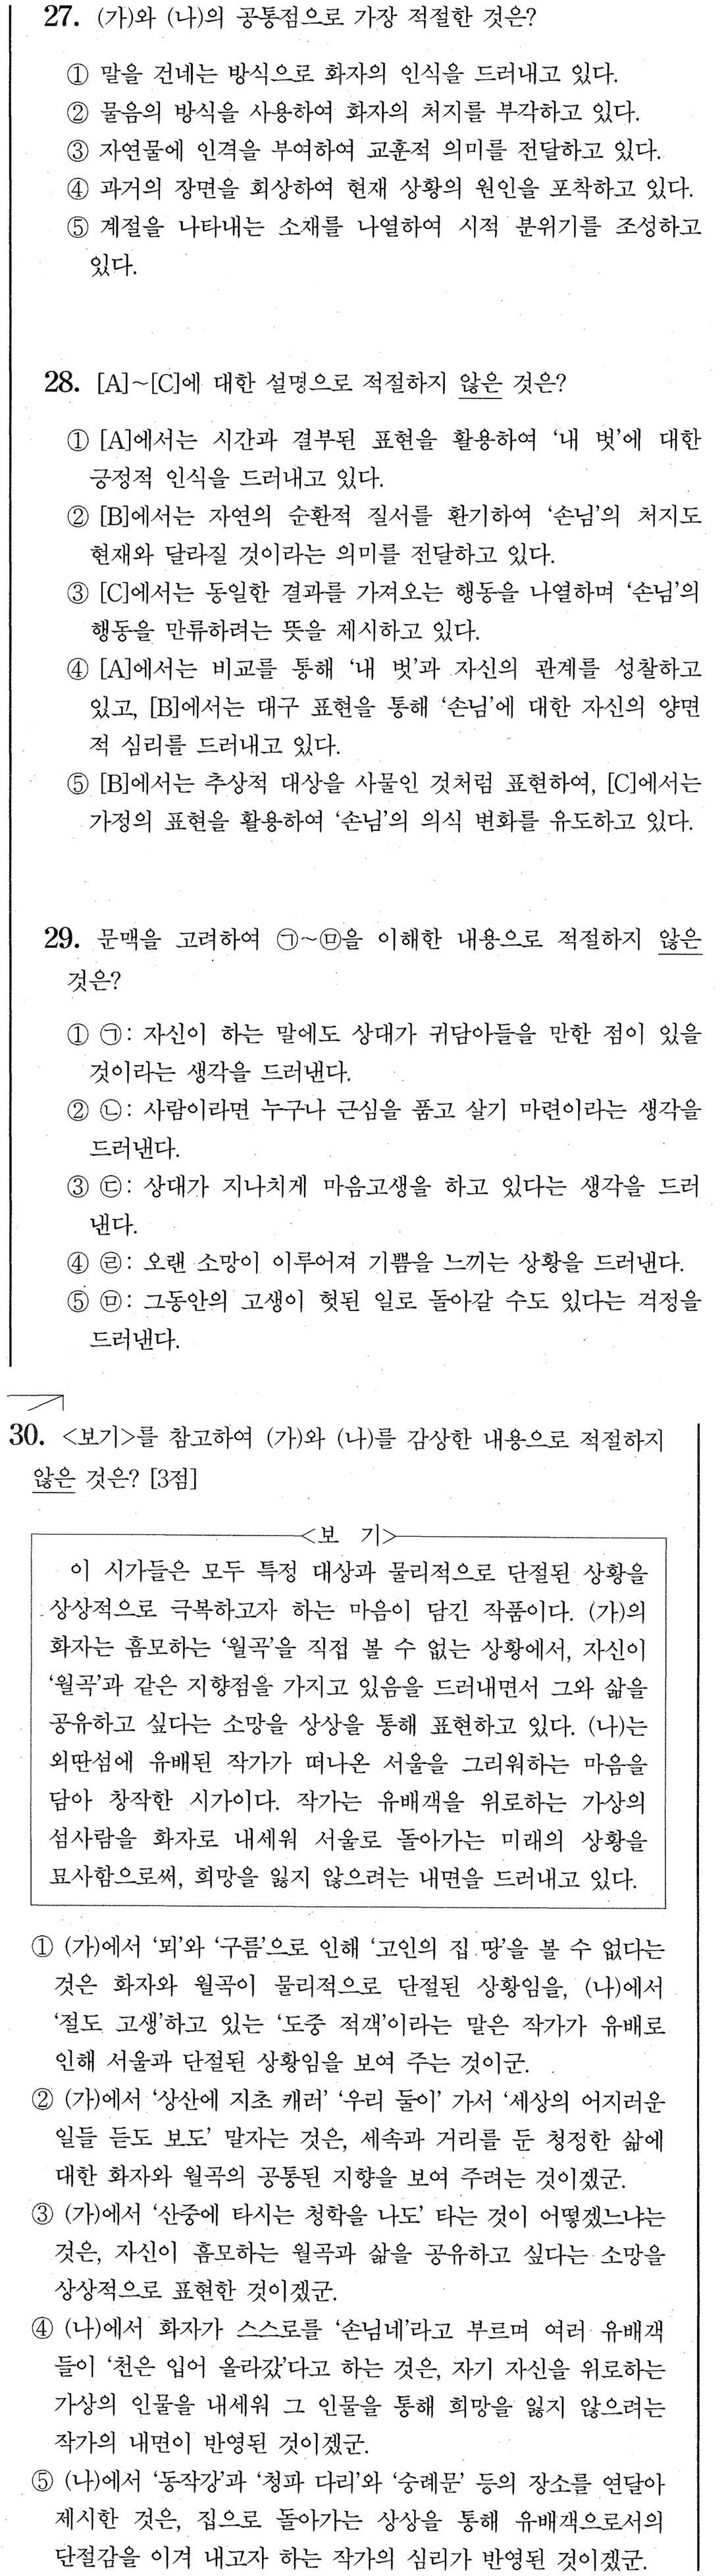 27. (가)와 (나)의 공통점으로 가장 적절한 것은?
① 말을 건네는 방식으로 화자의 인식을 드러내고 있다.
② 물음의 방식을 사용하여 화자의 처지를 부각하고 있다.
③ 자연물에 인격을 부여하여 교훈적 의미를 전달하고 있다.
④ 과거의 장면을 회상하여 현재 상황의 원인을 포착하고 있다.
⑤ 계절을 나타내는 소재를 나열하여 시적 분위기를 조성하고
있다.
28. [A]~[C]에 대한 설명으로 적절하지 않은 것은?
① [A]에서는 시간과 결부된 표현을 활용하여 ‘내 벗’에 대한
긍정적 인식을 드러내고 있다.
② [B]에서는 자연의 순환적 질서를 환기하여 ‘손님’의 처지도
현재와 달라질 것이라는 의미를 전달하고 있다.
③ [C]에서는 동일한 결과를 가져오는 행동을 나열하며 ‘손님’의
행동을 만류하려는 뜻을 제시하고 있다.
④ [A]에서는 비교를 통해 ‘내 벗’과 자신의 관계를 성찰하고
있고, [B]에서는 대구 표현을 통해 ‘손님’에 대한 자신의 양면
적 심리를 드러내고 있다.
⑤ [B]에서는 추상적 대상을 사물인 것처럼 표현하여, [C]에서는
가정의 표현을 활용하여 ‘손님’의 의식 변화를 유도하고 있다.
29. 문맥을 고려하여 ㉠~㉤을 이해한 내용으로 적절하지 않은
것은?
① ㉠: 자신이 하는 말에도 상대가 귀담아들을 만한 점이 있을
것이라는 생각을 드러낸다.
② ㉡: 사람이라면 누구나 근심을 품고 살기 마련이라는 생각을
드러낸다.
③ ㉢: 상대가 지나치게 마음고생을 하고 있다는 생각을 드러
낸다.
④ ㉣: 오랜 소망이 이루어져 기쁨을 느끼는 상황을 드러낸다.
⑤ ㉤: 그동안의 고생이 헛된 일로 돌아갈 수도 있다는 걱정을
드러낸다.
30. <보기>를 참고하여 (가)와 (나)를 감상한 내용으로 적절하지
않은 것은? [3점]
<보 기>
이 시가들은 모두 특정 대상과 물리적으로 단절된 상황을
상상적으로 극복하고자 하는 마음이 담긴 작품이다. (가)의
화자는 흠모하는 ‘월곡’을 직접 볼 수 없는 상황에서, 자신이
‘월곡’과 같은 지향점을 가지고 있음을 드러내면서 그와 삶을
공유하고 싶다는 소망을 상상을 통해 표현하고 있다. (나)는
외딴섬에 유배된 작가가 떠나온 서울을 그리워하는 마음을
담아 창작한 시가이다. 작가는 유배객을 위로하는 가상의
섬사람을 화자로 내세워 서울로 돌아가는 미래의 상황을
묘사함으로써, 희망을 잃지 않으려는 내면을 드러내고 있다.
① (가)에서 ‘뫼’와 ‘구름’으로 인해 ‘고인의 집 땅’을 볼 수 없다는
것은 화자와 월곡이 물리적으로 단절된 상황임을, (나)에서
‘절도 고생’하고 있는 ‘도중 적객’이라는 말은 작가가 유배로
인해 서울과 단절된 상황임을 보여 주는 것이군.
② (가)에서 ‘상산에 지초 캐러’ ‘우리 둘이’ 가서 ‘세상의 어지러운
일들 듣도 보도’ 말자는 것은, 세속과 거리를 둔 청정한 삶에
대한 화자와 월곡의 공통된 지향을 보여 주려는 것이겠군.
③ (가)에서 ‘산중에 타시는 청학을 나도’ 타는 것이 어떻겠느냐는
것은, 자신이 흠모하는 월곡과 삶을 공유하고 싶다는 소망을
상상적으로 표현한 것이겠군.
④ (나)에서 화자가 스스로를 ‘손님네’라고 부르며 여러 유배객
들이 ‘천은 입어 올라갔’다고 하는 것은, 자기 자신을 위로하는
가상의 인물을 내세워 그 인물을 통해 희망을 잃지 않으려는
작가의 내면이 반영된 것이겠군.
⑤ (나)에서 ‘동작강’과 ‘청파 다리’와 ‘숭례문’ 등의 장소를 연달아
제시한 것은, 집으로 돌아가는 상상을 통해 유배객으로서의
단절감을 이겨 내고자 하는 작가의 심리가 반영된 것이겠군.